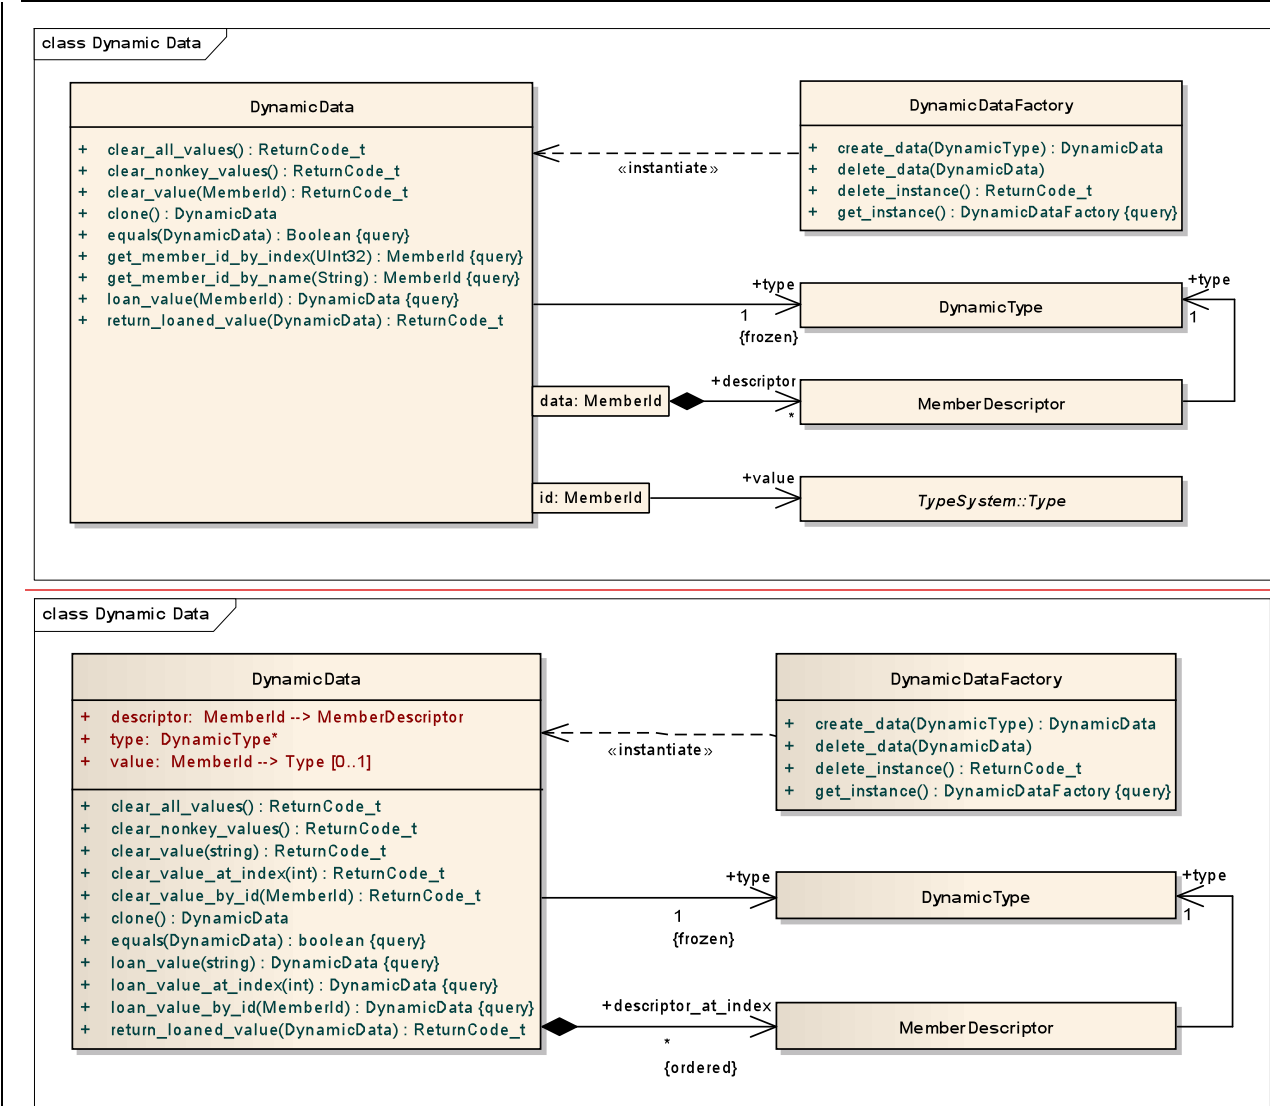 class Dynamic Data
DynamicData
+ clear_all_values() : ReturnCode_t
+ clear_nonkey_values() : ReturnCode_t
+ clear_value(MemberId) : ReturnCode_t
+ clone() : DynamicData
+ equals(DynamicData) : Boolean {query}
+ get_member_id_by_index(UInt32) : MemberId {query}
+ get_member_id_by_name(String) : MemberId {query}
+ loan_value(MemberId) : DynamicData {query}
+ return_loaned_value(DynamicData) : ReturnCode_t
DynamicDataFactory
+ create_data(DynamicType) : DynamicData
+ delete_data(DynamicData)
+ delete_instance() : ReturnCode_t
+ get_instance() : DynamicDataFactory {query}
«instantiate»
+type
1
{frozen}
DynamicType
+type
1
data: MemberId
+descriptor
*
MemberDescriptor
id: MemberId
+value
TypeSystem::Type
class Dynamic Data
DynamicData
+ descriptor: MemberId --> MemberDescriptor
+ type: DynamicType*
+ value: MemberId --> Type [0..1]
+ clear_all_values() : ReturnCode_t
+ clear_nonkey_values() : ReturnCode_t
+ clear_value(string) : ReturnCode_t
+ clear_value_at_index(int) : ReturnCode_t
+ clear_value_by_id(MemberId) : ReturnCode_t
+ clone() : DynamicData
+ equals(DynamicData) : boolean {query}
+ loan_value(string) : DynamicData {query}
+ loan_value_at_index(int) : DynamicData {query}
+ loan_value_by_id(MemberId) : DynamicData {query}
+ return_loaned_value(DynamicData) : ReturnCode_t
DynamicDataFactory
+ create_data(DynamicType) : DynamicData
+ delete_data(DynamicData)
+ delete_instance() : ReturnCode_t
+ get_instance() : DynamicDataFactory {query}
«instantiate»
+type
1
{frozen}
DynamicType
+type
1
+descriptor_at_index
*
{ordered}
MemberDescriptor